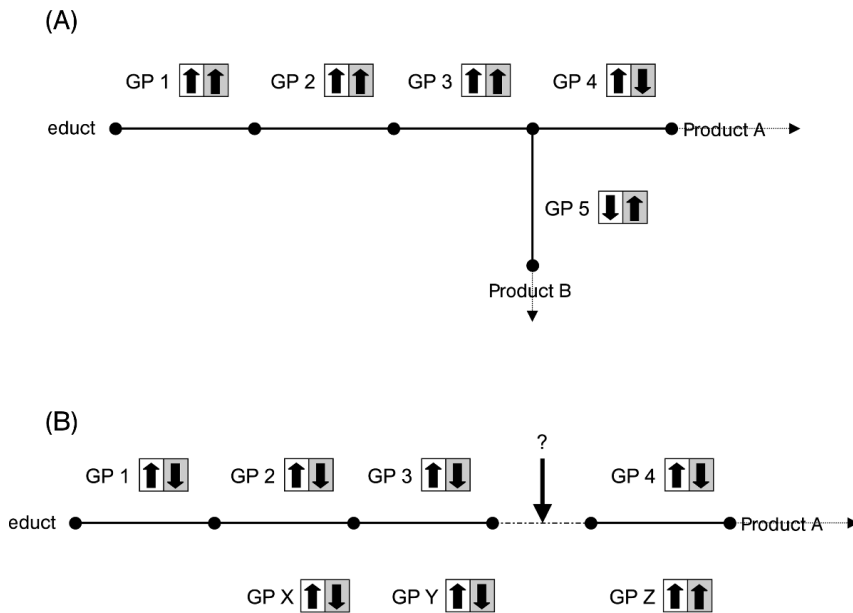 (A)
GP 1 GP 2 GP 3 GP 4
educt Product A
GP 5
Product B
(B)
?
GP 1 GP 2 GP 3 GP 4
educt Product A
GP X GP Y GP Z